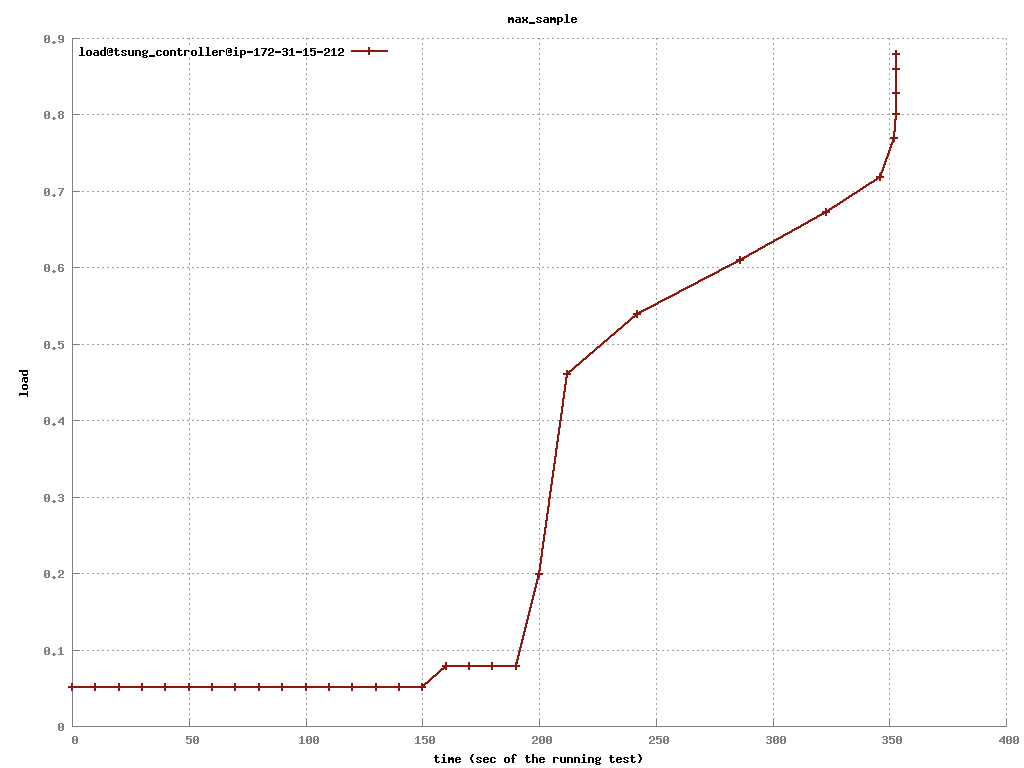 max_sample
load@tsung_controller@ip-172-31-15-212
0.9
0.8
0.7
0.6
0.5
0.4
0.3
0.2
0.1
0
load
0 50 100 150 200 250 300 350 400
time (sec of the running test)